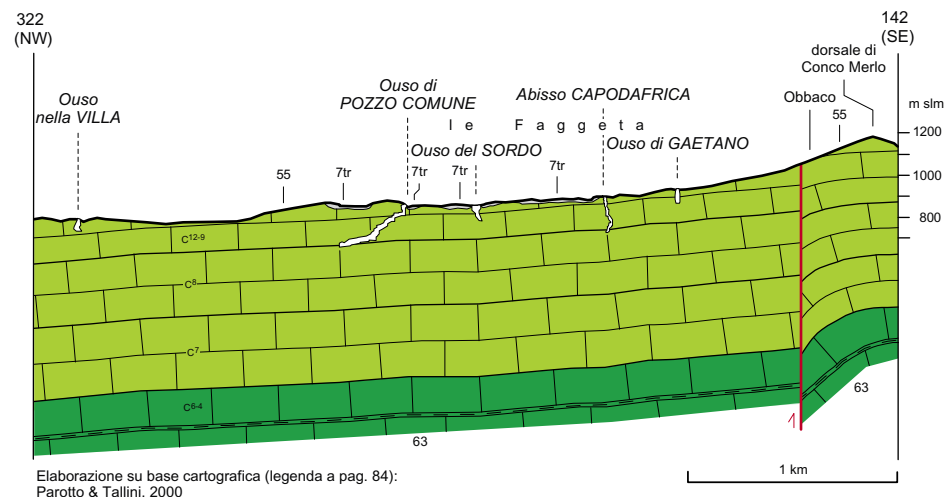 322
(NW)
142
(SE)
dorsale di
Conco Merlo
Ouso di
POZZO COMUNE
Abisso CAPODAFRICA
Ouso
nella VILLA
Obbaco
m slm
le Faggeta
55
1200
Ouso del SORDO
Ouso di GAETANO
55
7tr
7tr
7tr
7tr
1000
800
C12-9
C8
C7
C6-4
63
63
1 km
Elaborazione su base cartografica (legenda a pag. 84):
Parotto & Tallini, 2000